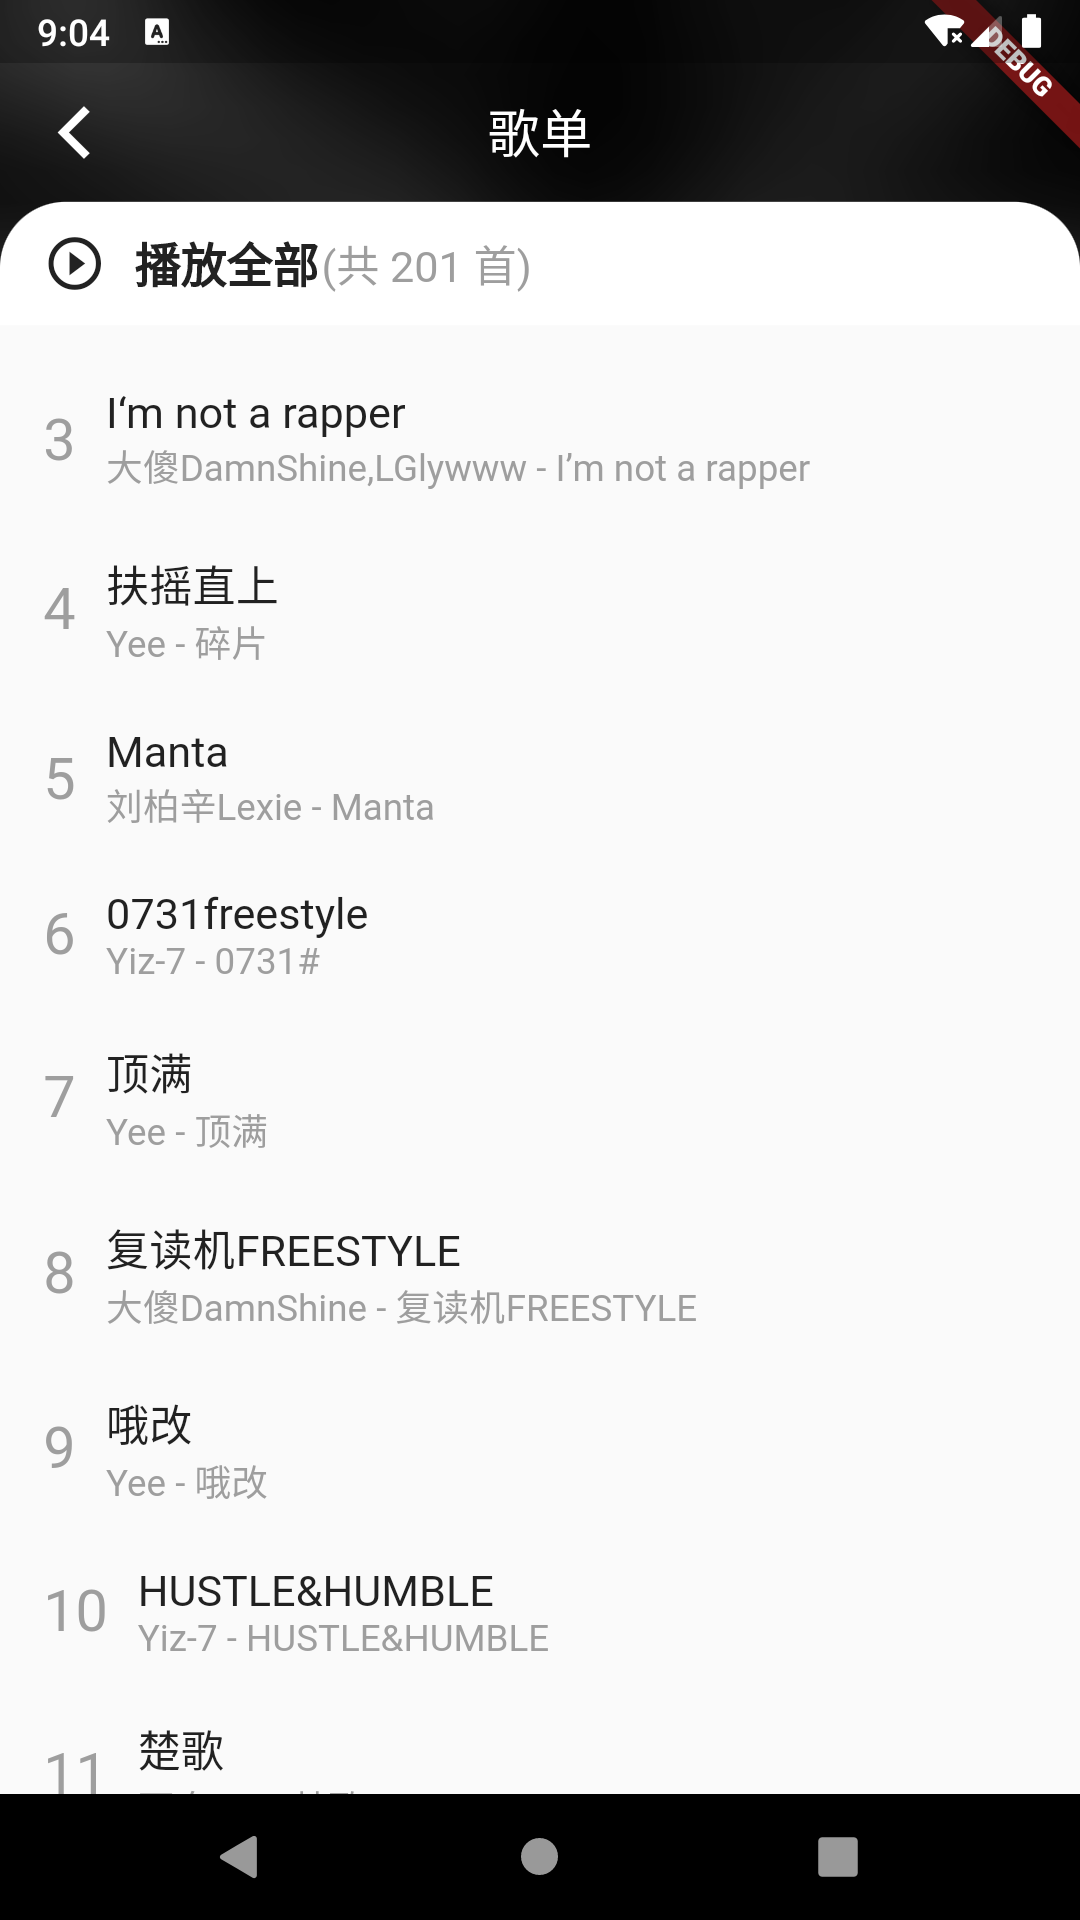 9:04
A
DEBUG
歌单
播放全部(共 201 首)
3
I‘m not a rapper
大傻DamnShine,LGlywww - I’m not a rapper
4
扶摇直上
Yee - 碎片
5
Manta
刘柏辛Lexie - Manta
6
0731freestyle
Yiz-7 - 0731#
7
顶满
Yee - 顶满
8
复读机FREESTYLE
大傻DamnShine - 复读机FREESTYLE
9
哦改
Yee - 哦改
10
HUSTLE&HUMBLE
Yiz-7 - HUSTLE&HUMBLE
11
楚歌